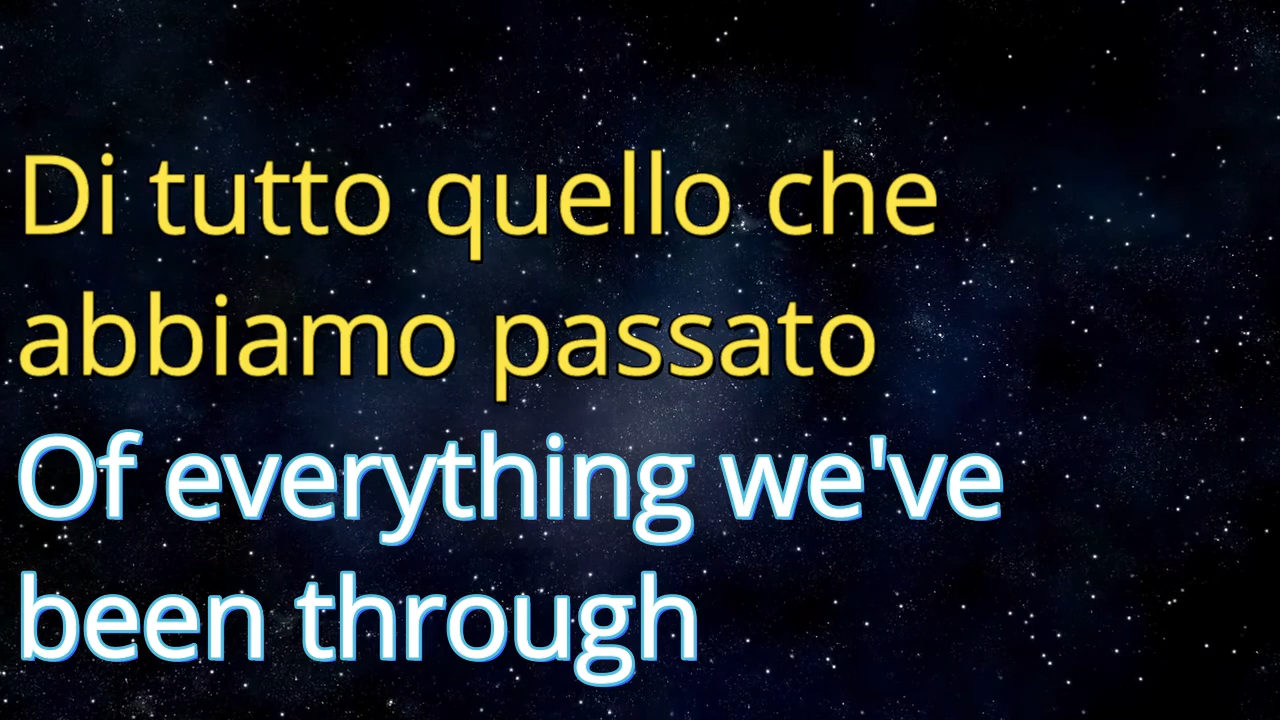 Di tutto quello che
abbiamo passato
Of everything we've
been through